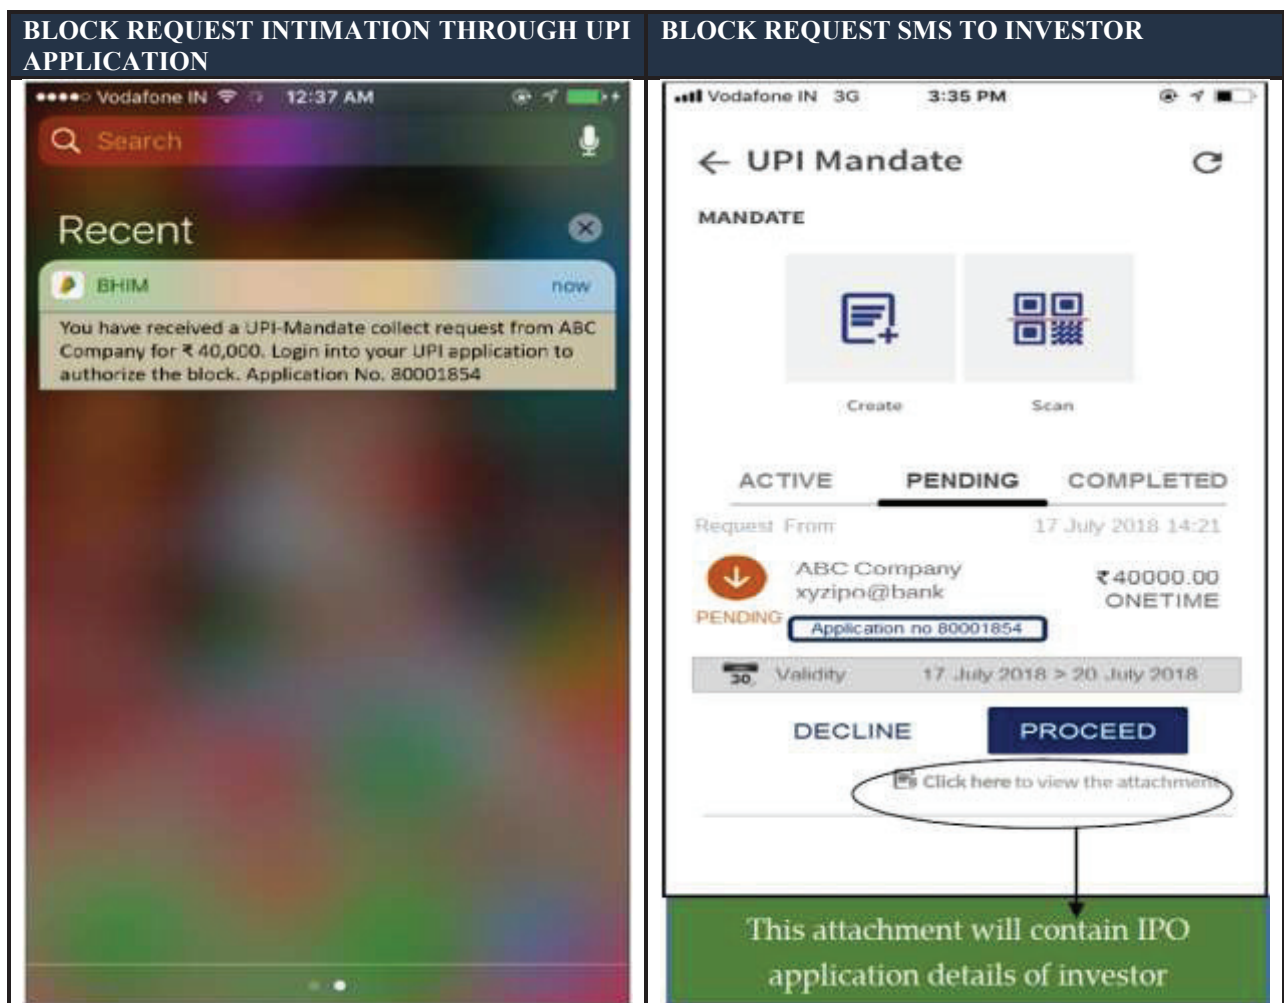 BLOCK REQUEST INTIMATION THROUGH UPI
APPLICATION
BLOCK REQUEST SMS TO INVESTOR
Vodafone IN 12:37 AM
Search
Recent
BHIM now
You have received a UPI-Mandate collect request from ABC
Company for ₹ 40,000. Login into your UPI application to
authorize the block. Application No. 80001854
Vodafone IN 3G 3:35 PM
UPI Mandate
MANDATE
Create Scan
ACTIVE PENDING COMPLETED
Request From 17 July 2018 14:21
ABC Company ₹40000.00
xyzipo@bank ONETIME
PENDING
Application no 80001854
30 Validity 17 July 2018 > 20 July 2018
DECLINE PROCEED
Click here to view the attachment
This attachment will contain IPO
application details of investor